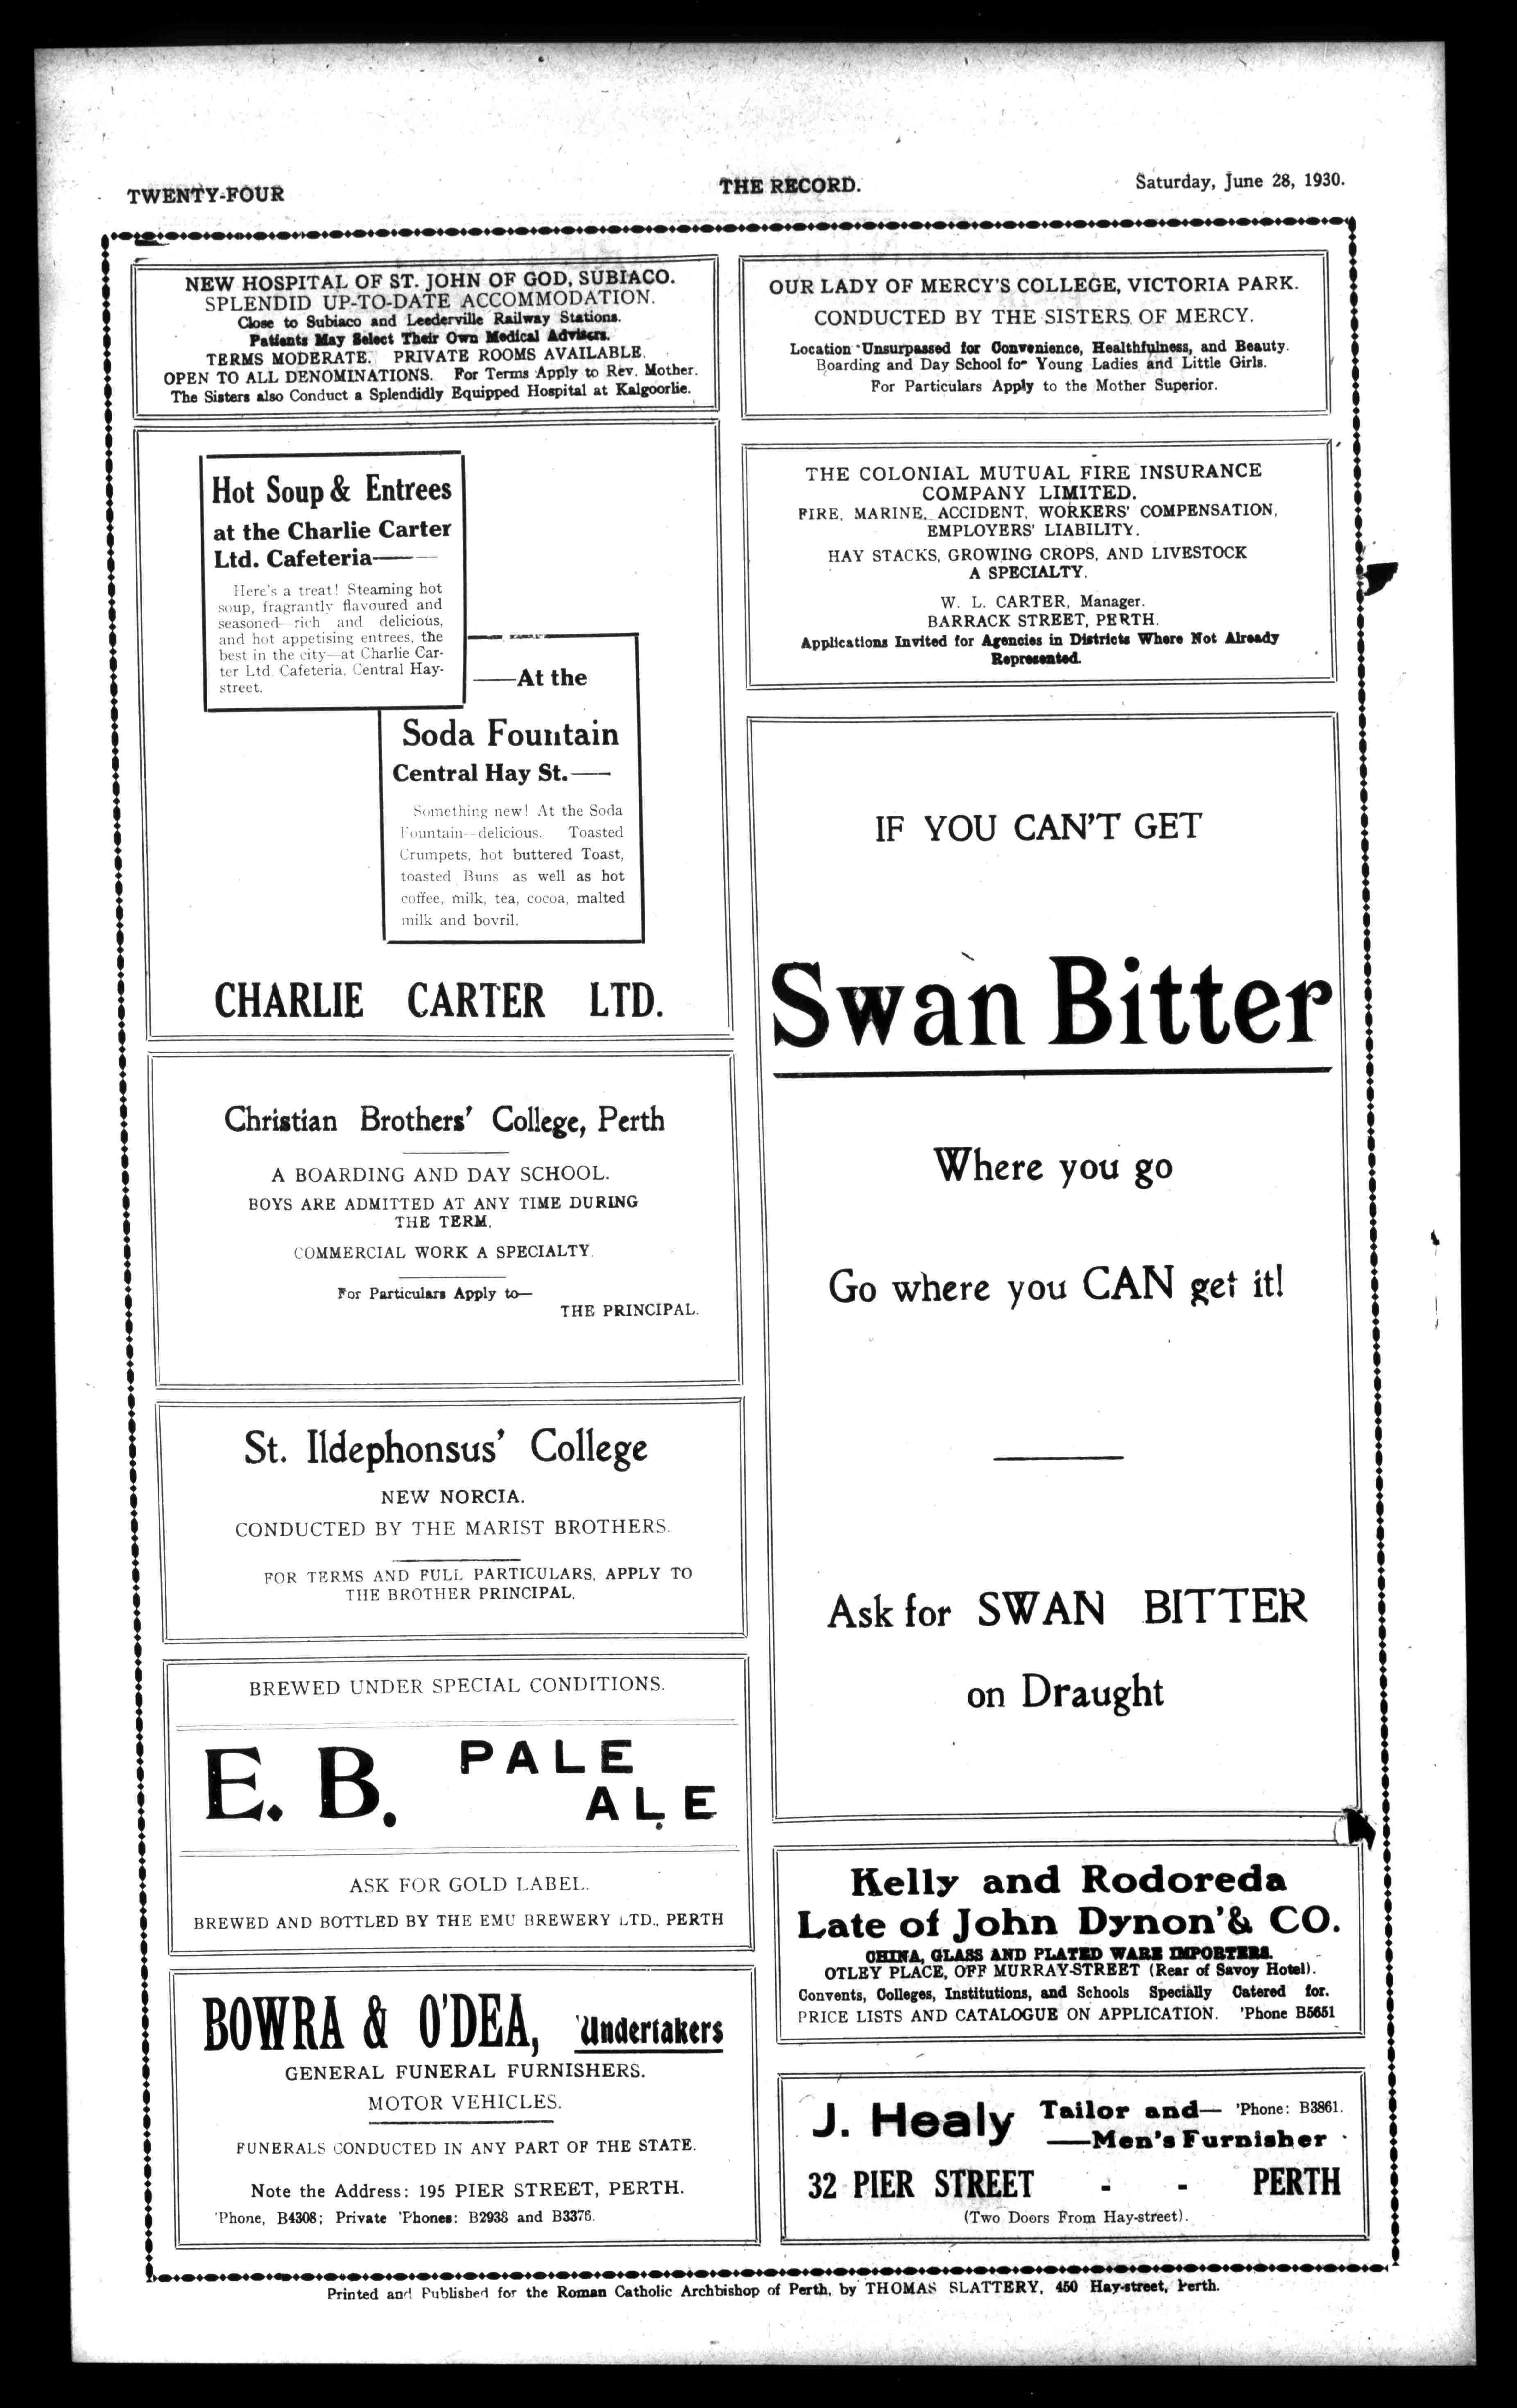 TWENTY-FOUR
THE RECORD.
Saturday, June 28, 1930.
NEW HOSPITAL OF ST. JOHN OF GOD, SUBIACO.
SPLENDID UP-TO-DATE ACCOMMODATION.
Close to Subiaco and Leederville Railway Stations.
Patients May Select Their Own Medical Advisers.
TERMS MODERATE. PRIVATE ROOMS AVAILABLE.
OPEN TO ALL DENOMINATIONS. For Terms Apply to Rev. Mother.
The Sisters also Conduct a Splendidly Equipped Hospital at Kalgoorlie.
Hot Soup & Entrees
at the Charlie Carter
Ltd. Cafeteria——
Here's a treat! Steaming hot
soup, fragrantly flavoured and
seasoned—rich and delicious,
and hot appetising entrees, the
best in the city—at Charlie Car-
ter Ltd. Cafeteria, Central Hay-
street.
——At the
Soda Fountain
Central Hay St.——
Something new! At the Soda
Fountain—delicious. Toasted
Crumpets, hot buttered Toast,
toasted Buns as well as hot
coffee, milk, tea, cocoa, malted
milk and bovril.
CHARLIE CARTER LTD.
Christian Brothers' College, Perth
A BOARDING AND DAY SCHOOL.
BOYS ARE ADMITTED AT ANY TIME DURING
THE TERM.
COMMERCIAL WORK A SPECIALTY.
For Particulars Apply to—
THE PRINCIPAL.
St. Ildephonsus' College
NEW NORCIA.
CONDUCTED BY THE MARIST BROTHERS.
FOR TERMS AND FULL PARTICULARS, APPLY TO
THE BROTHER PRINCIPAL.
BREWED UNDER SPECIAL CONDITIONS.
E. B. PALE
ALE
ASK FOR GOLD LABEL.
BREWED AND BOTTLED BY THE EMU BREWERY LTD., PERTH
BOWRA & O'DEA, Undertakers
GENERAL FUNERAL FURNISHERS.
MOTOR VEHICLES.
FUNERALS CONDUCTED IN ANY PART OF THE STATE.
Note the Address: 195 PIER STREET, PERTH.
'Phone, B4308; Private 'Phones: B2938 and B3376.
OUR LADY OF MERCY'S COLLEGE, VICTORIA PARK.
CONDUCTED BY THE SISTERS OF MERCY.
Location Unsurpassed for Convenience, Healthfulness, and Beauty.
Boarding and Day School for Young Ladies and Little Girls.
For Particulars Apply to the Mother Superior.
THE COLONIAL MUTUAL FIRE INSURANCE
COMPANY LIMITED.
FIRE, MARINE, ACCIDENT, WORKERS' COMPENSATION,
EMPLOYERS' LIABILITY.
HAY STACKS, GROWING CROPS, AND LIVESTOCK
A SPECIALTY.
W. L. CARTER, Manager.
BARRACK STREET, PERTH.
Applications Invited for Agencies in Districts Where Not Already
Represented.
IF YOU CAN'T GET
Swan Bitter
Where you go
Go where you CAN get it!
Ask for SWAN BITTER
on Draught
Kelly and Rodoreda
Late of John Dynon & CO.
CHINA, GLASS AND PLATED WARE IMPORTERS.
OTLEY PLACE, OFF MURRAY-STREET (Rear of Savoy Hotel).
Convents, Colleges, Institutions, and Schools Specially Catered for.
PRICE LISTS AND CATALOGUE ON APPLICATION. 'Phone B5651
J. Healy Tailor and— 'Phone: B3861.
——Men's Furnisher
32 PIER STREET - - PERTH
(Two Doors From Hay-street).
Printed and Published for the Roman Catholic Archbishop of Perth, by THOMAS SLATTERY, 450 Hay-street, Perth.